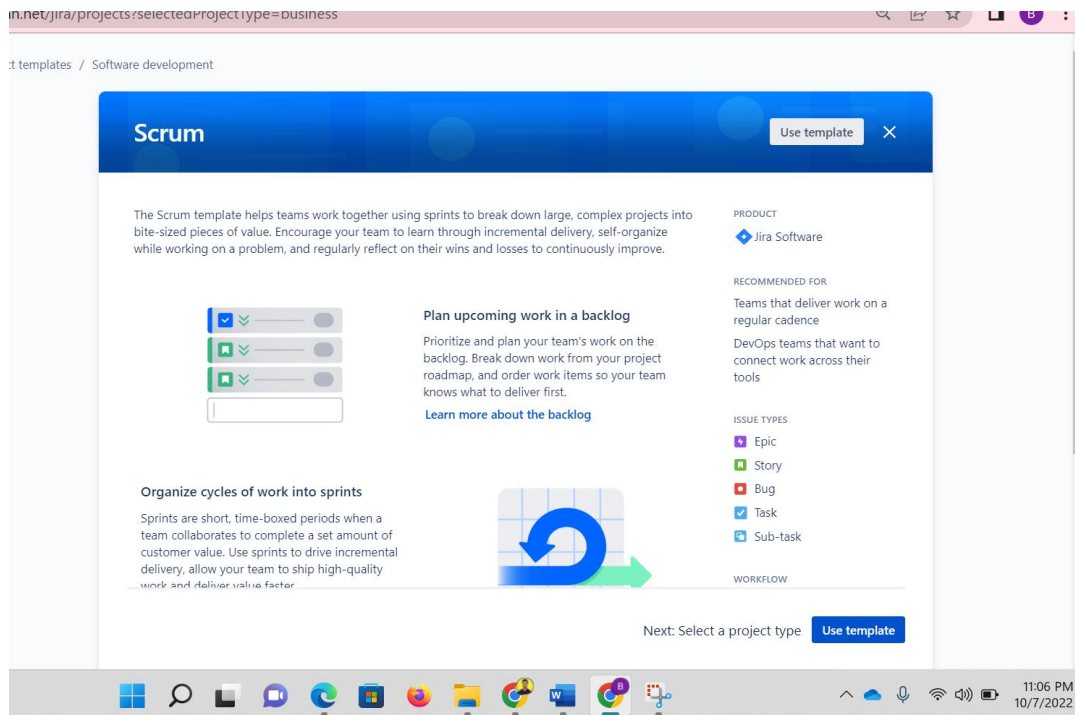 an.net/jira/projects?selectedProjectType=business
B
ct templates / Software development
Scrum
Use template
The Scrum template helps teams work together using sprints to break down large, complex projects into
bite-sized pieces of value. Encourage your team to learn through incremental delivery, self-organize
while working on a problem, and regularly reflect on their wins and losses to continuously improve.
Plan upcoming work in a backlog
Prioritize and plan your team's work on the
backlog. Break down work from your project
roadmap, and order work items so your team
knows what to deliver first.
Learn more about the backlog
Organize cycles of work into sprints
Sprints are short, time-boxed periods when a
team collaborates to complete a set amount of
customer value. Use sprints to drive incremental
delivery, allow your team to ship high-quality
work and deliver value faster
PRODUCT
Jira Software
RECOMMENDED FOR
Teams that deliver work on a
regular cadence
DevOps teams that want to
connect work across their
tools
ISSUE TYPES
Epic
Story
Bug
Task
Sub-task
WORKFLOW
Next: Select a project type
Use template
W
B
11:06 PM
10/7/2022